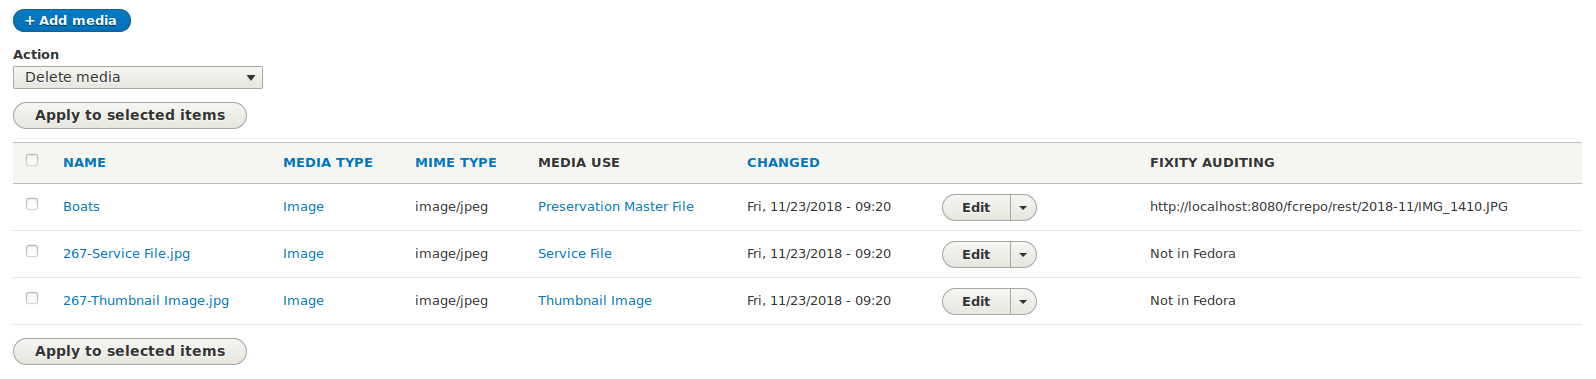 + Add media
Action
Delete media
Apply to selected items
NAME MEDIA TYPE MIME TYPE MEDIA USE CHANGED FIXITY AUDITING
Boats Image image/jpeg Preservation Master File Fri, 11/23/2018 - 09:20 Edit http://localhost:8080/fcrepo/rest/2018-11/IMG_1410.JPG
267-Service File.jpg Image image/jpeg Service File Fri, 11/23/2018 - 09:20 Edit Not in Fedora
267-Thumbnail Image.jpg Image image/jpeg Thumbnail Image Fri, 11/23/2018 - 09:20 Edit Not in Fedora
Apply to selected items